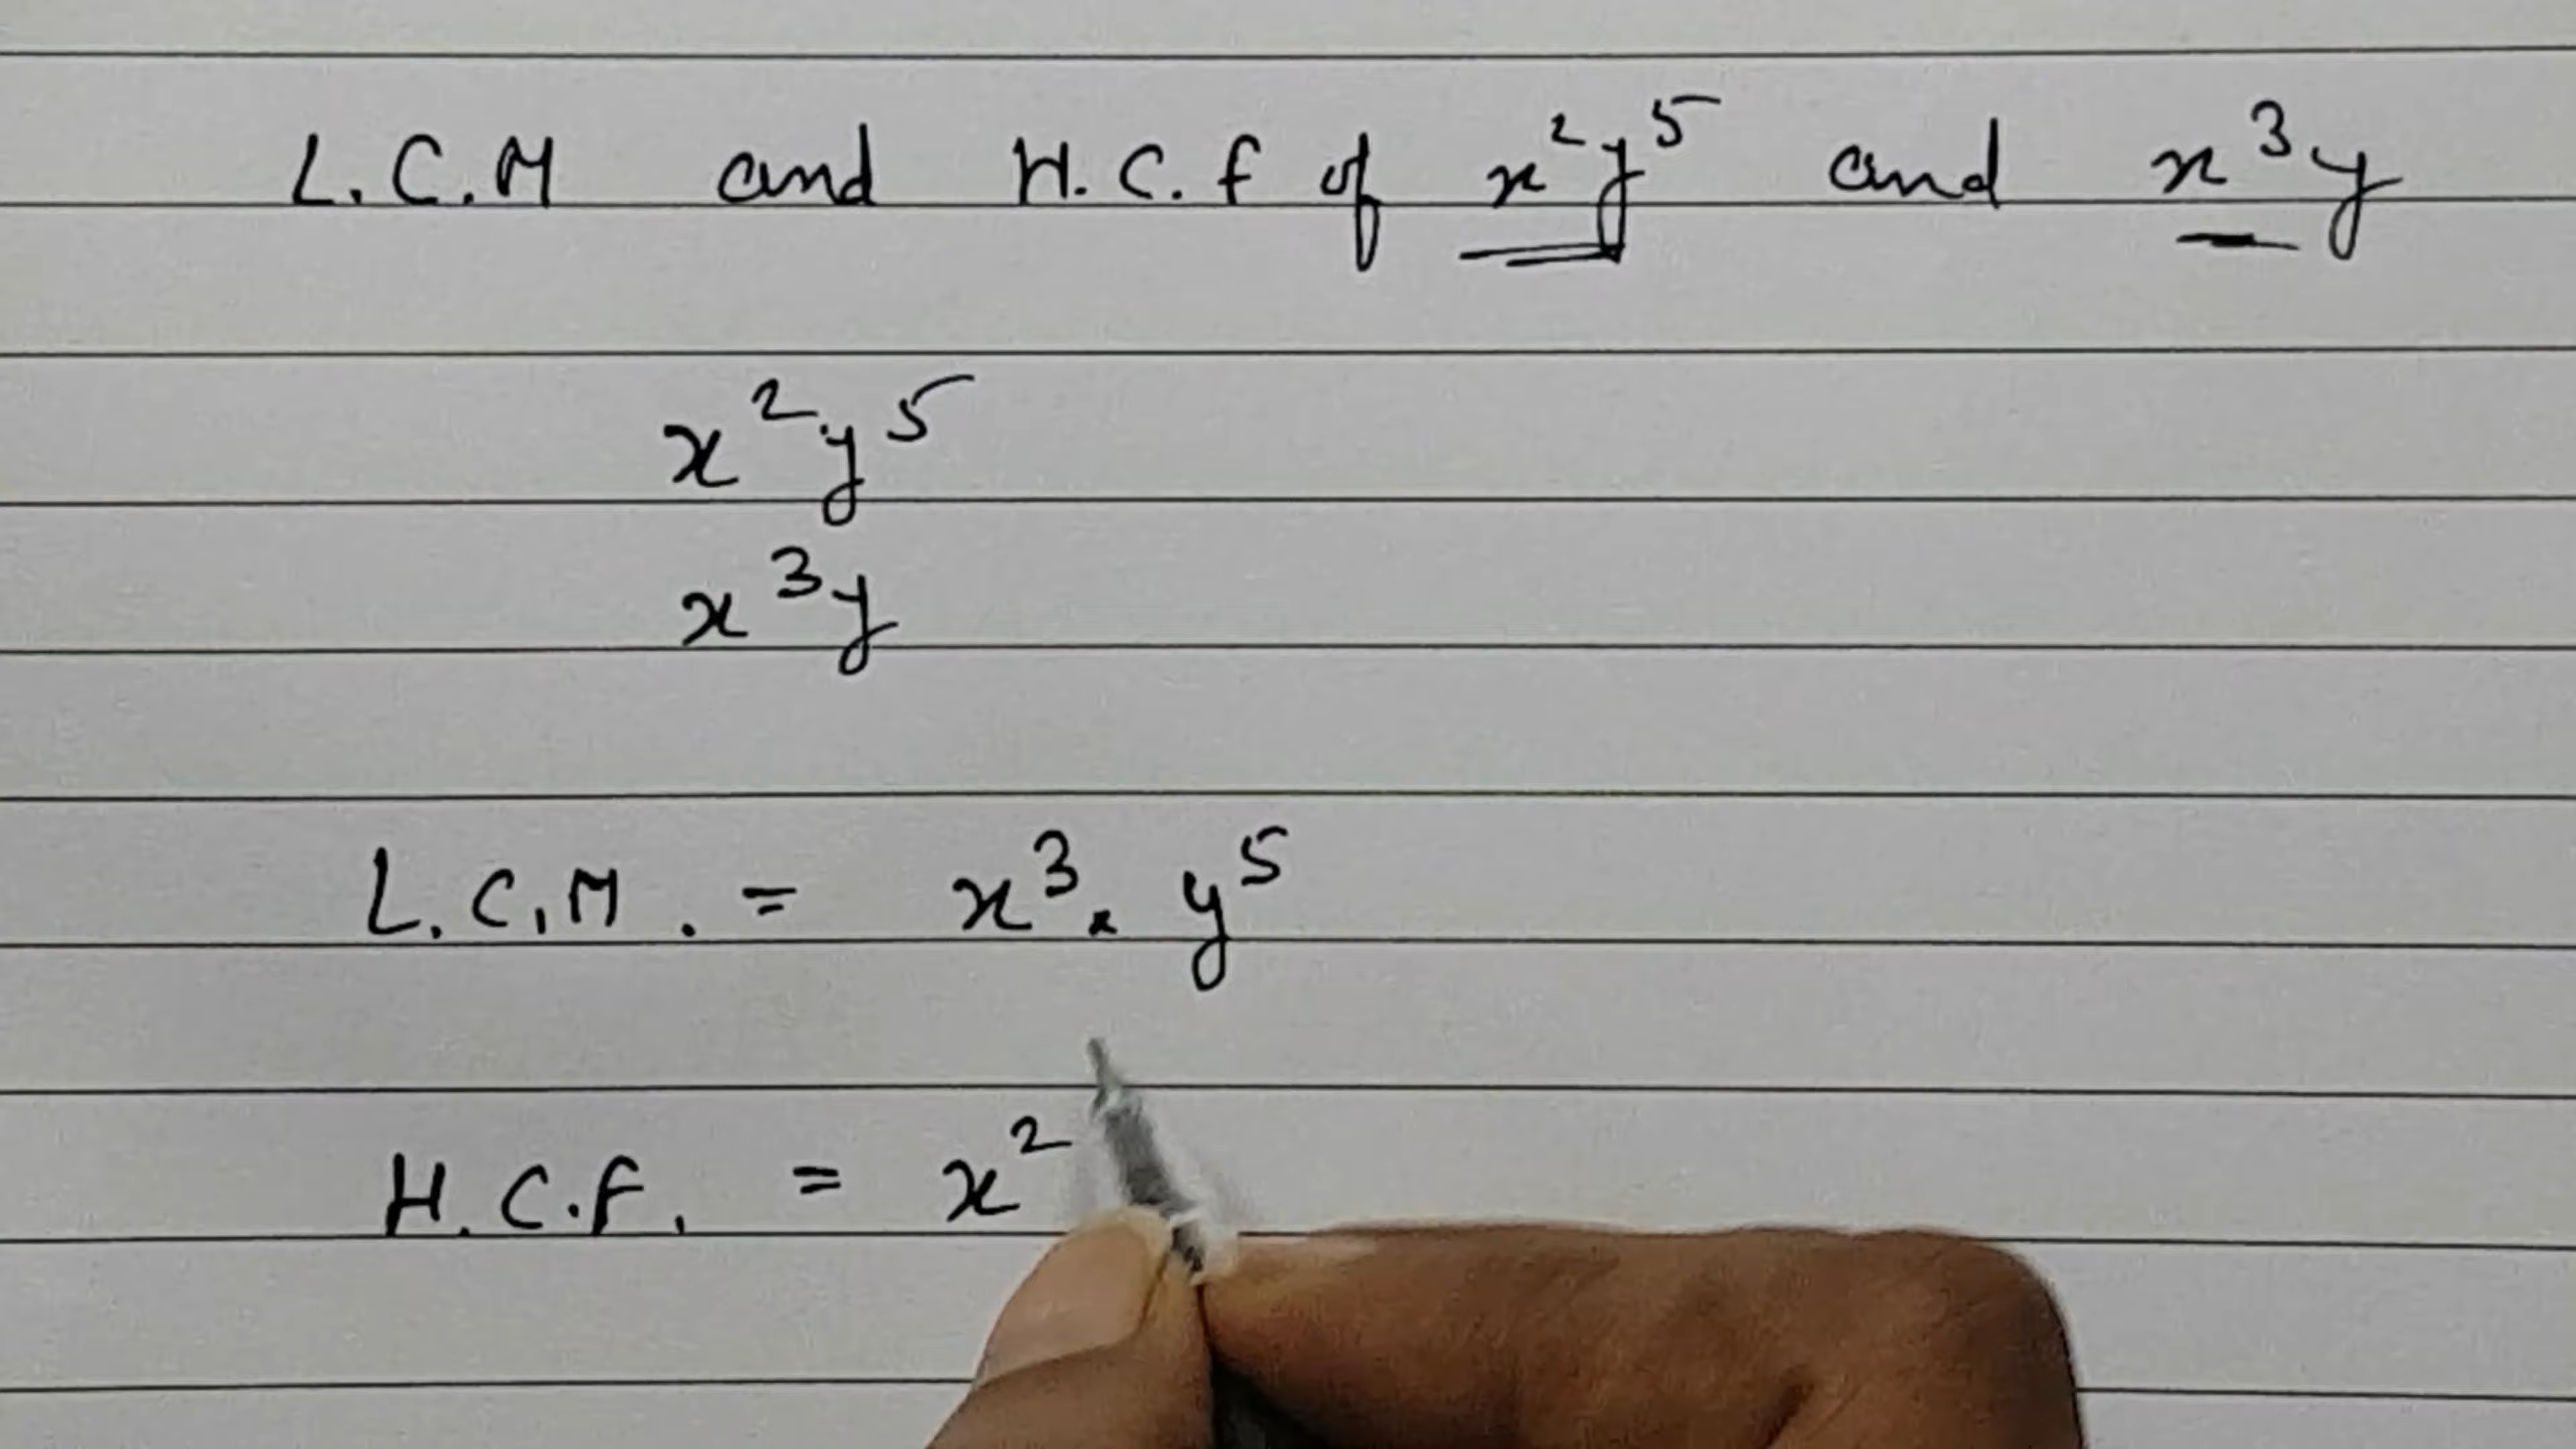 L.C.M and H.C.f of x²y⁵ and x³y
x²y⁵
x³y
L.C.M. = x³. y⁵
H.C.F. = x²